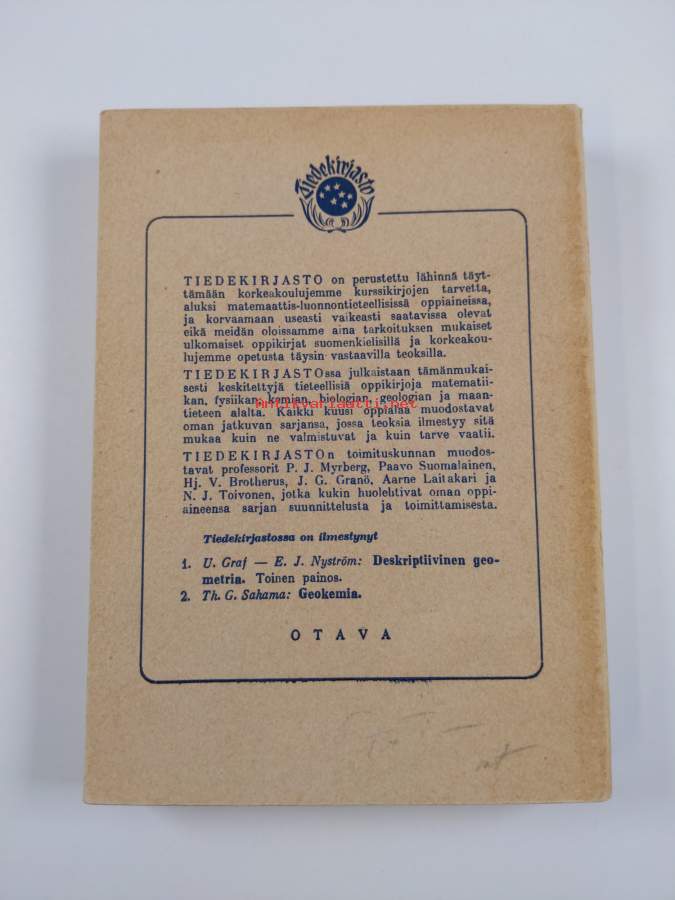 Tiedekirjasto
TIEDEKIRJASTO on perustettu lähinnä täyt-
tämään korkeakoulujemme kurssikirjojen tarvetta,
aluksi matemaattis-luonnontieteellisissä oppiaineissa,
ja korvaamaan useasti vaikeasti saatavissa olevat
eikä meidän oloissamme aina tarkoituksen mukaiset
ulkomaiset oppikirjat suomenkielisillä ja korkeakou-
lujemme opetusta täysin vastaavilla teoksilla.
TIEDEKIRJASTOssa julkaistaan tämänmukai-
sesti keskitettyjä tieteellisiä oppikirjoja matematii-
kan, fysiikan, kemian, biologian, geologian ja maan-
tieteen alalta. Kaikki kuusi oppialaa muodostavat
oman jatkuvan sarjansa, jossa teoksia ilmestyy sitä
mukaa kuin ne valmistuvat ja kuin tarve vaatii.
TIEDEKIRJASTOn toimituskunnan muodos-
tavat professorit P. J. Myrberg, Paavo Suomalainen,
Hj. V. Brotherus, J. G. Granö, Aarne Laitakari ja
N. J. Toivonen, jotka kukin huolehtivat oman oppi-
aineensa sarjan suunnittelusta ja toimittamisesta.
Tiedekirjastossa on ilmestynyt
1. U. Graf — E. J. Nyström: Deskriptiivinen geo-
metria. Toinen painos.
2. Th. G. Sahama: Geokemia.
OTAVA
antikvariaatti.net